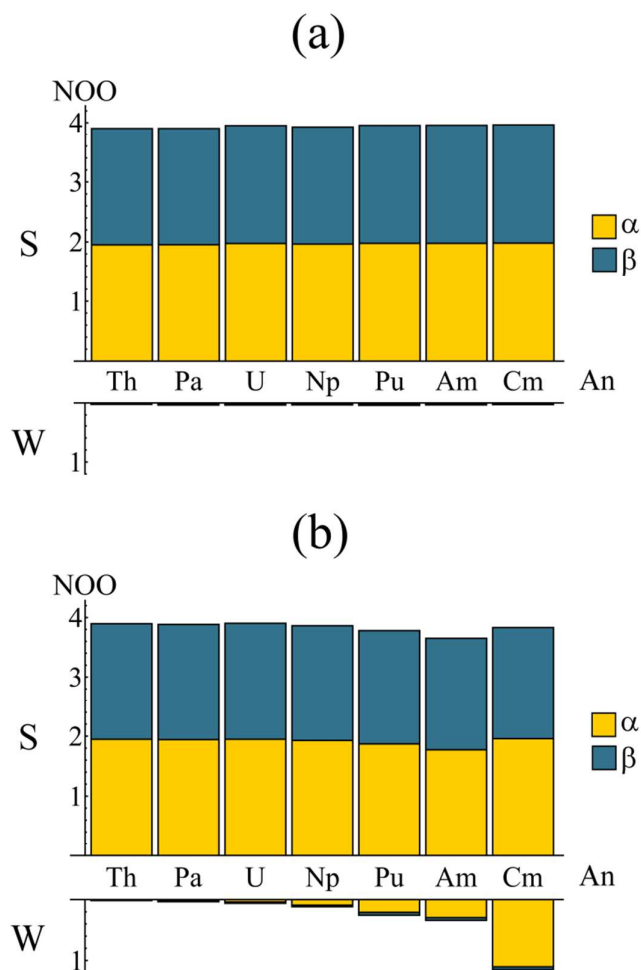 (a)
NOO
4
3
S
2
1
α
β
Th Pa U Np Pu Am Cm An
W
1
(b)
NOO
4
3
S
2
1
α
β
Th Pa U Np Pu Am Cm An
W
1